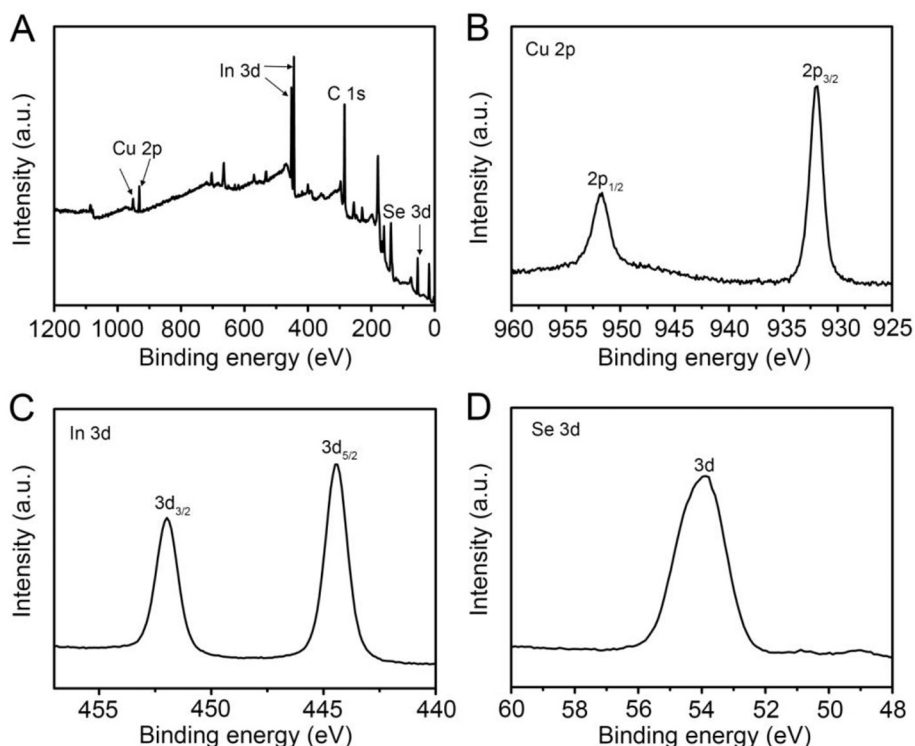 A
Intensity (a.u.)
In 3d
C 1s
Cu 2p
Se 3d
1200 1000 800 600 400 200 0
Binding energy (eV)
B
Cu 2p
Intensity (a.u.)
2p3/2
2p1/2
960 955 950 945 940 935 930 925
Binding energy (eV)
C
In 3d
Intensity (a.u.)
3d5/2
3d3/2
455 450 445 440
Binding energy (eV)
D
Se 3d
Intensity (a.u.)
3d
60 58 56 54 52 50 48
Binding energy (eV)